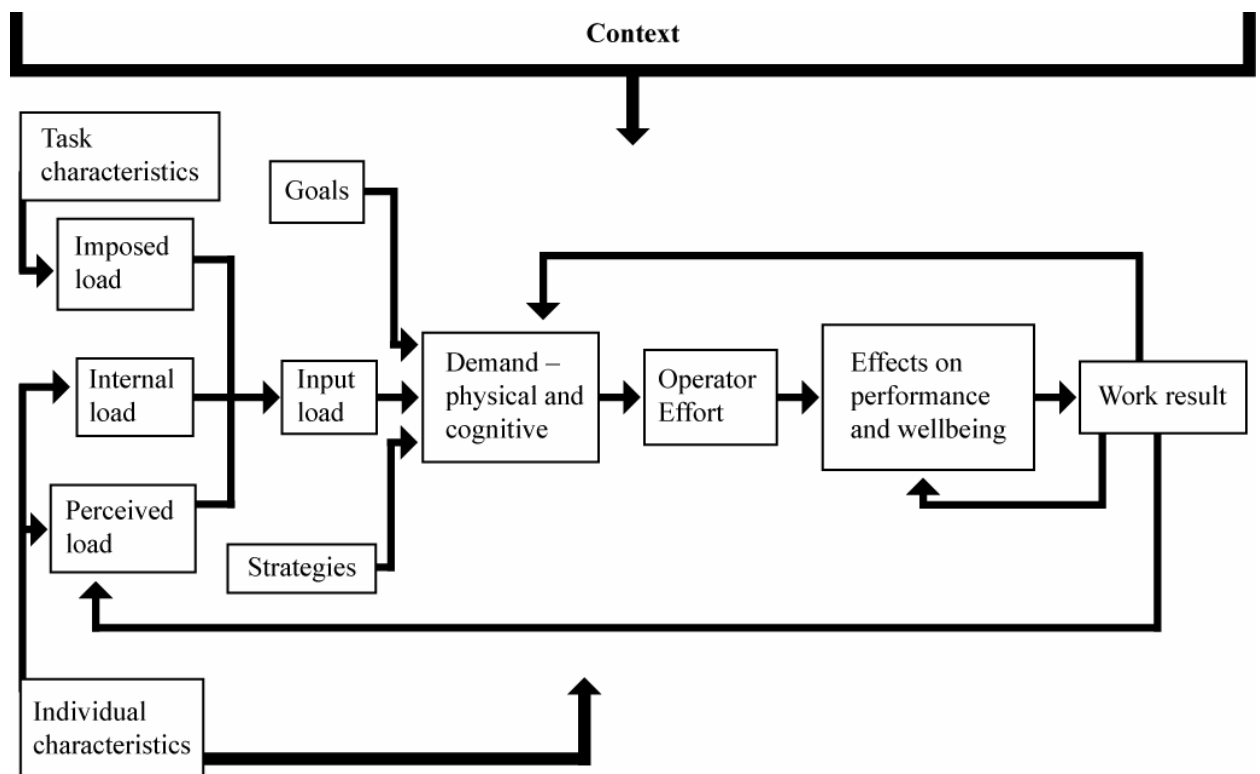 Context
Task
characteristics
Goals
Imposed
load
Internal
load
Input
load
Demand –
physical and
cognitive
Operator
Effort
Effects on
performance
and wellbeing
Work result
Perceived
load
Strategies
Individual
characteristics